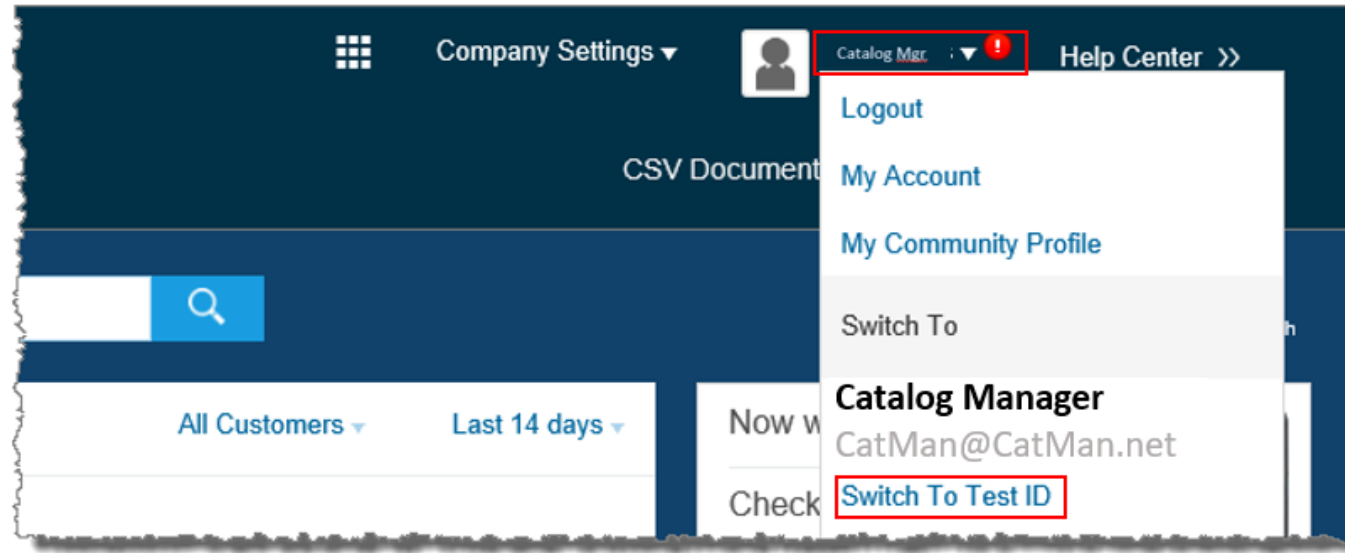 Company Settings
Catalog Mgr.
!
Help Center >>
Logout
CSV Document
My Account
My Community Profile
Switch To
h
All Customers
Last 14 days
Now w
Catalog Manager
CatMan@CatMan.net
Check
Switch To Test ID